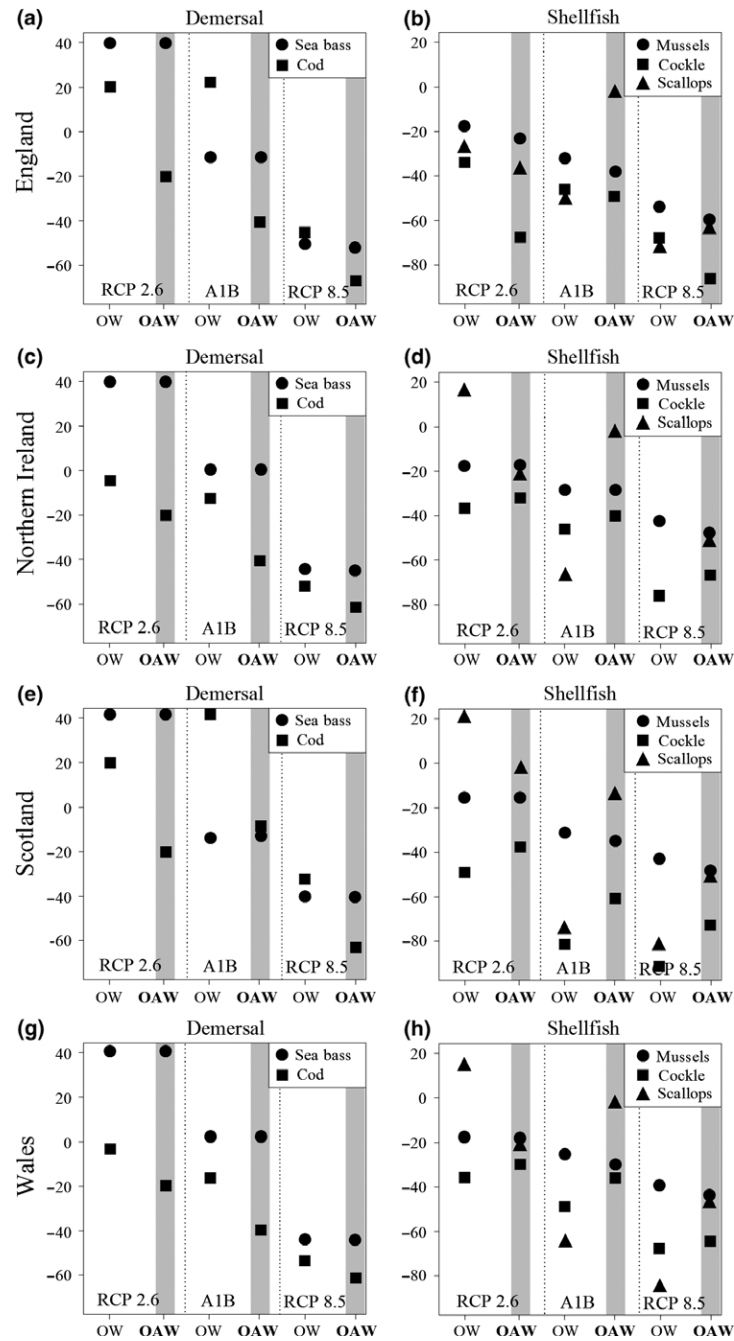 (a) Demersal
Sea bass
Cod
England
40
20
0
−20
−40
−60
RCP 2.6 A1B RCP 8.5
OW OAW OW OAW OW OAW
(b) Shellfish
Mussels
Cockle
Scallops
20
0
−20
−40
−60
−80
RCP 2.6 A1B RCP 8.5
OW OAW OW OAW OW OAW
(c) Demersal
Sea bass
Cod
Northern Ireland
40
20
0
−20
−40
−60
RCP 2.6 A1B RCP 8.5
OW OAW OW OAW OW OAW
(d) Shellfish
Mussels
Cockle
Scallops
20
0
−20
−40
−60
−80
RCP 2.6 A1B RCP 8.5
OW OAW OW OAW OW OAW
(e) Demersal
Sea bass
Cod
Scotland
40
20
0
−20
−40
−60
RCP 2.6 A1B RCP 8.5
OW OAW OW OAW OW OAW
(f) Shellfish
Mussels
Cockle
Scallops
20
0
−20
−40
−60
−80
RCP 2.6 A1B RCP 8.5
OW OAW OW OAW OW OAW
(g) Demersal
Sea bass
Cod
Wales
40
20
0
−20
−40
−60
RCP 2.6 A1B RCP 8.5
OW OAW OW OAW OW OAW
(h) Shellfish
Mussels
Cockle
Scallops
20
0
−20
−40
−60
−80
RCP 2.6 A1B RCP 8.5
OW OAW OW OAW OW OAW